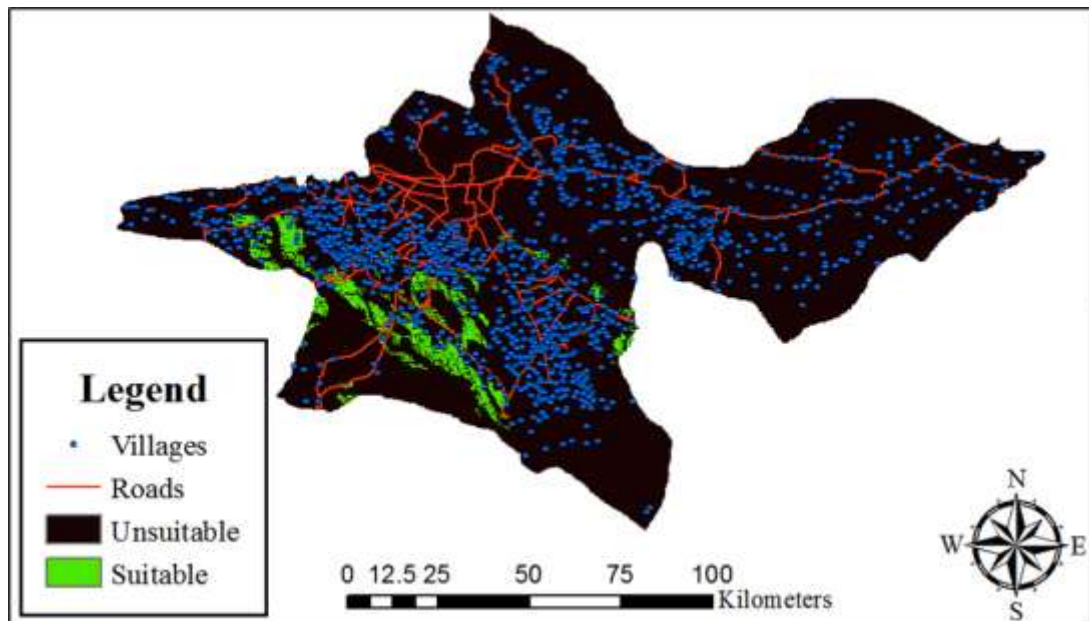 Legend
Villages
Roads
Unsuitable
Suitable
0 12.5 25 50 75 100
Kilometers
N
W E
S